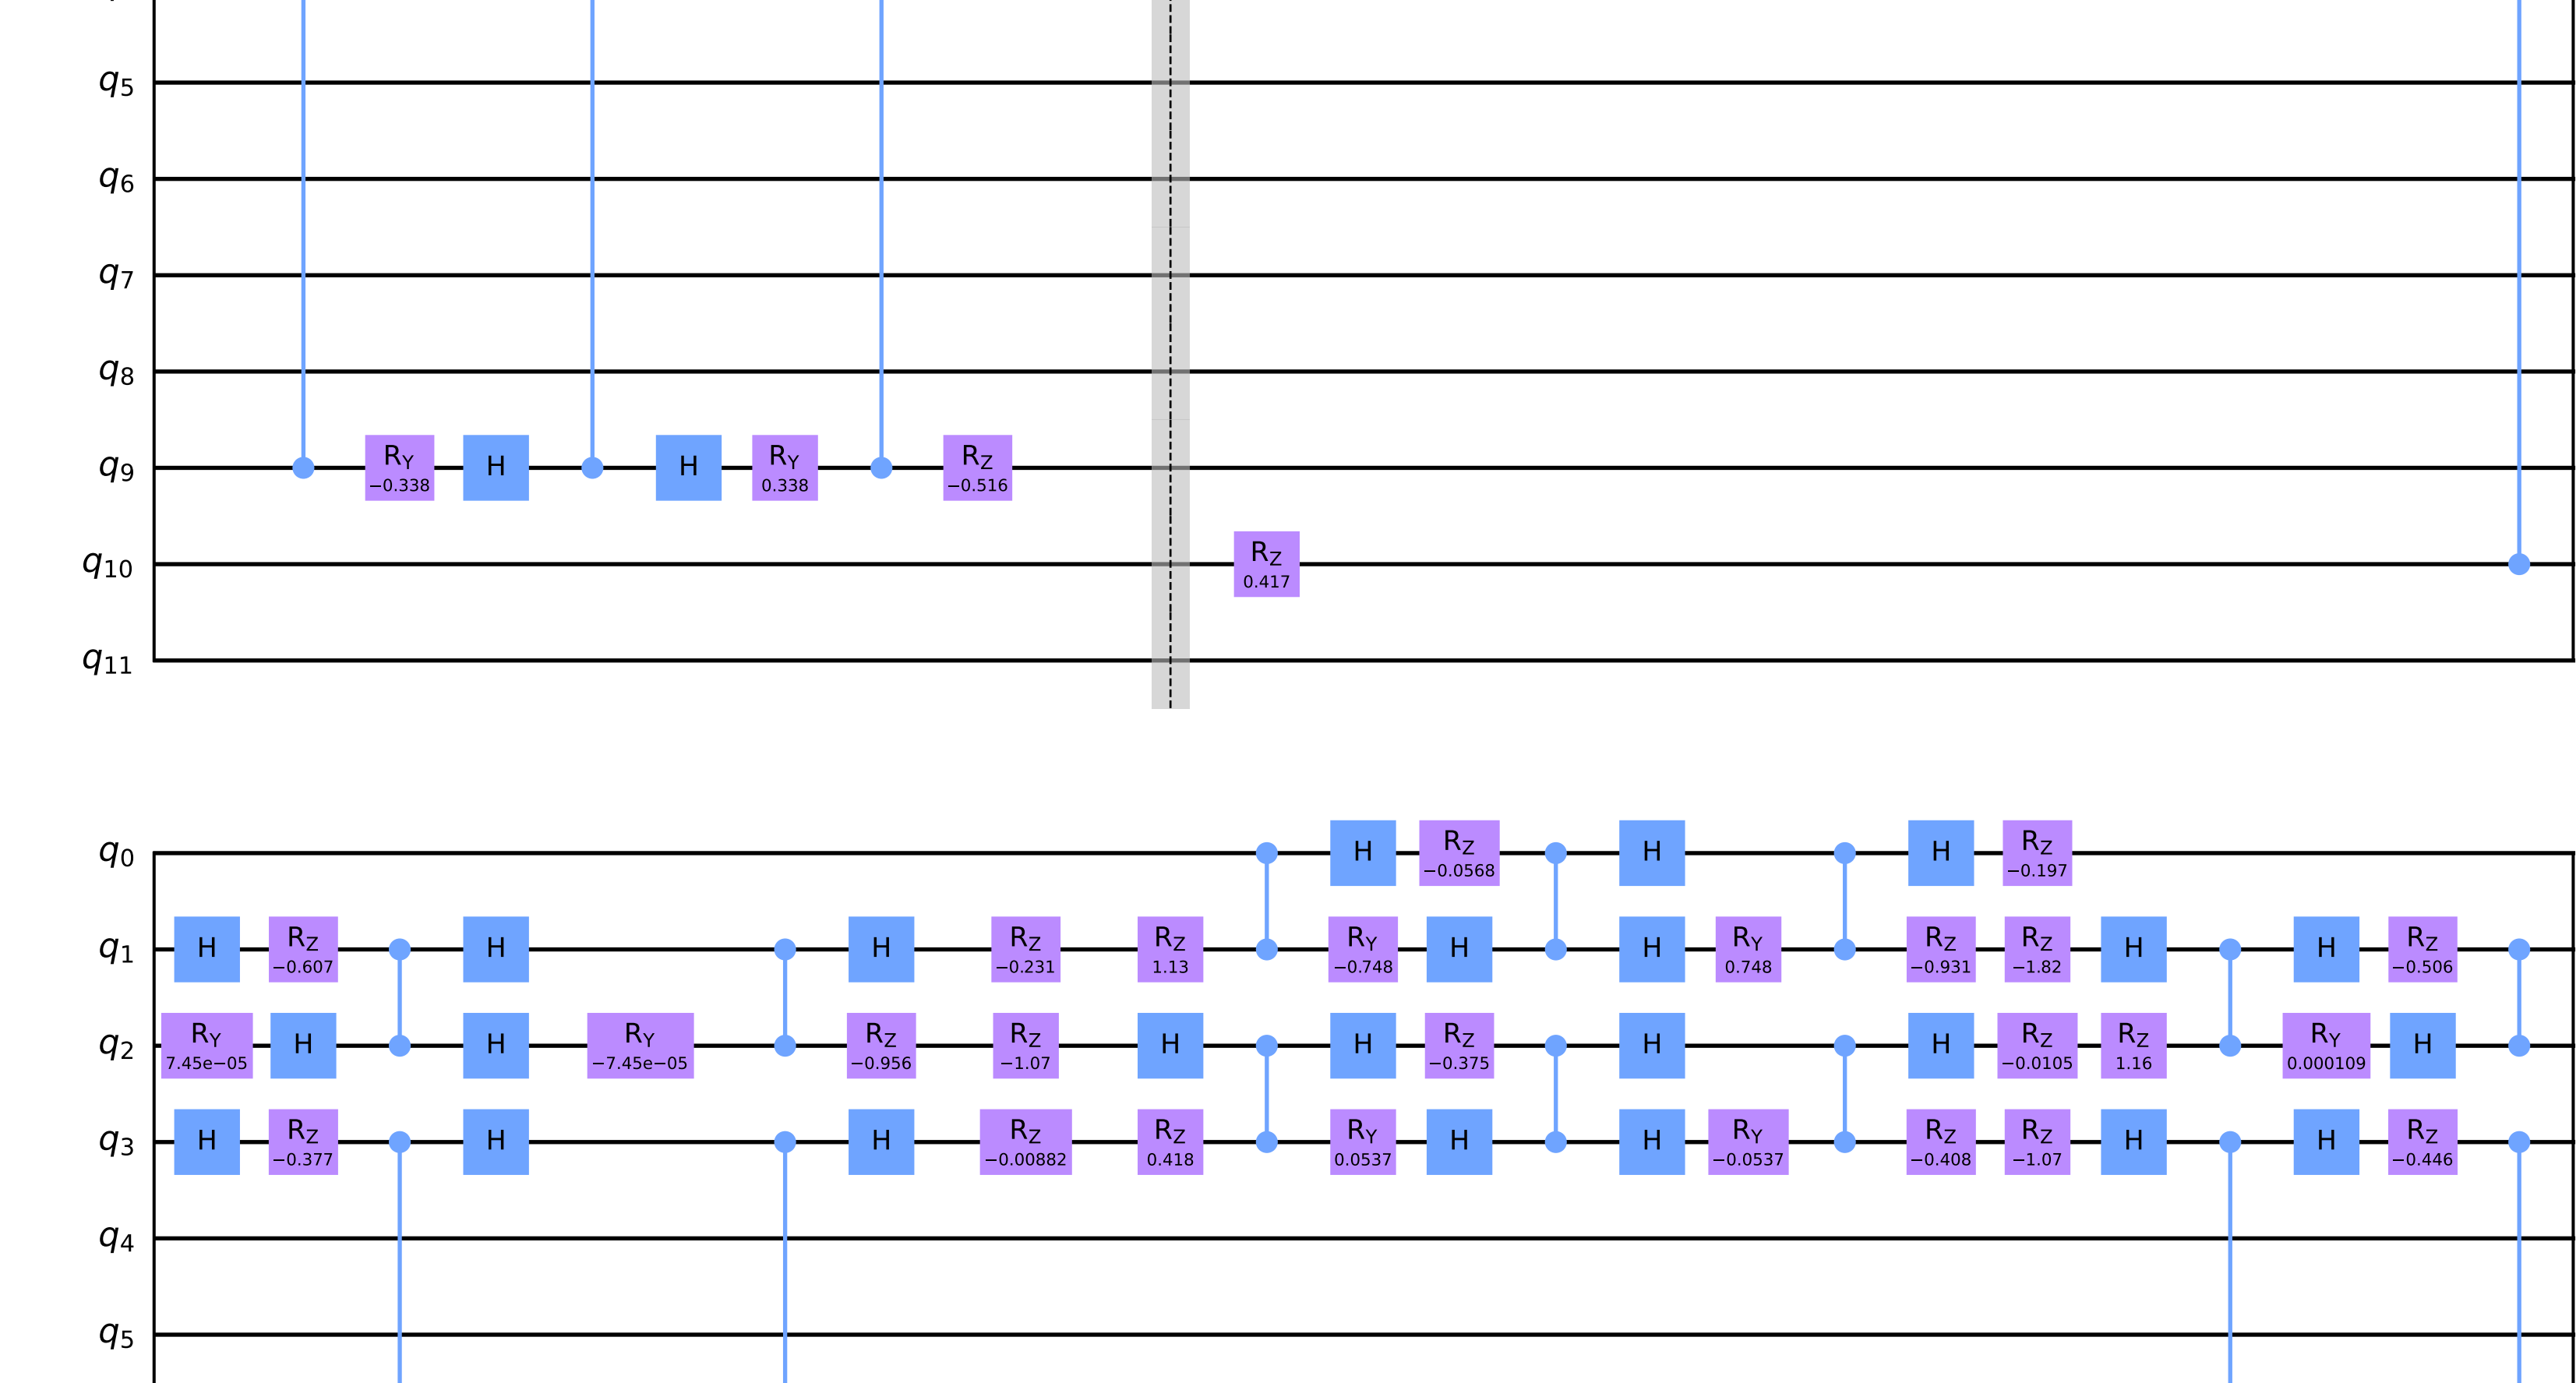 q5
q6
q7
q8
q9 RY −0.338 H H RY 0.338 RZ −0.516
q10 RZ 0.417
q11
q0 H RZ −0.0568 H H RZ −0.197
q1 H RZ −0.607 H H RZ −0.231 RZ 1.13 RY −0.748 H H RY 0.748 RZ −0.931 RZ −1.82 H H RZ −0.506
q2 RY 7.45e−05 H H RY −7.45e−05 RZ −0.956 RZ −1.07 H H RZ −0.375 H H RZ −0.0105 RZ 1.16 RY 0.000109 H
q3 H RZ −0.377 H H RZ −0.00882 RZ 0.418 RY 0.0537 H H RY −0.0537 RZ −0.408 RZ −1.07 H H RZ −0.446
q4
q5